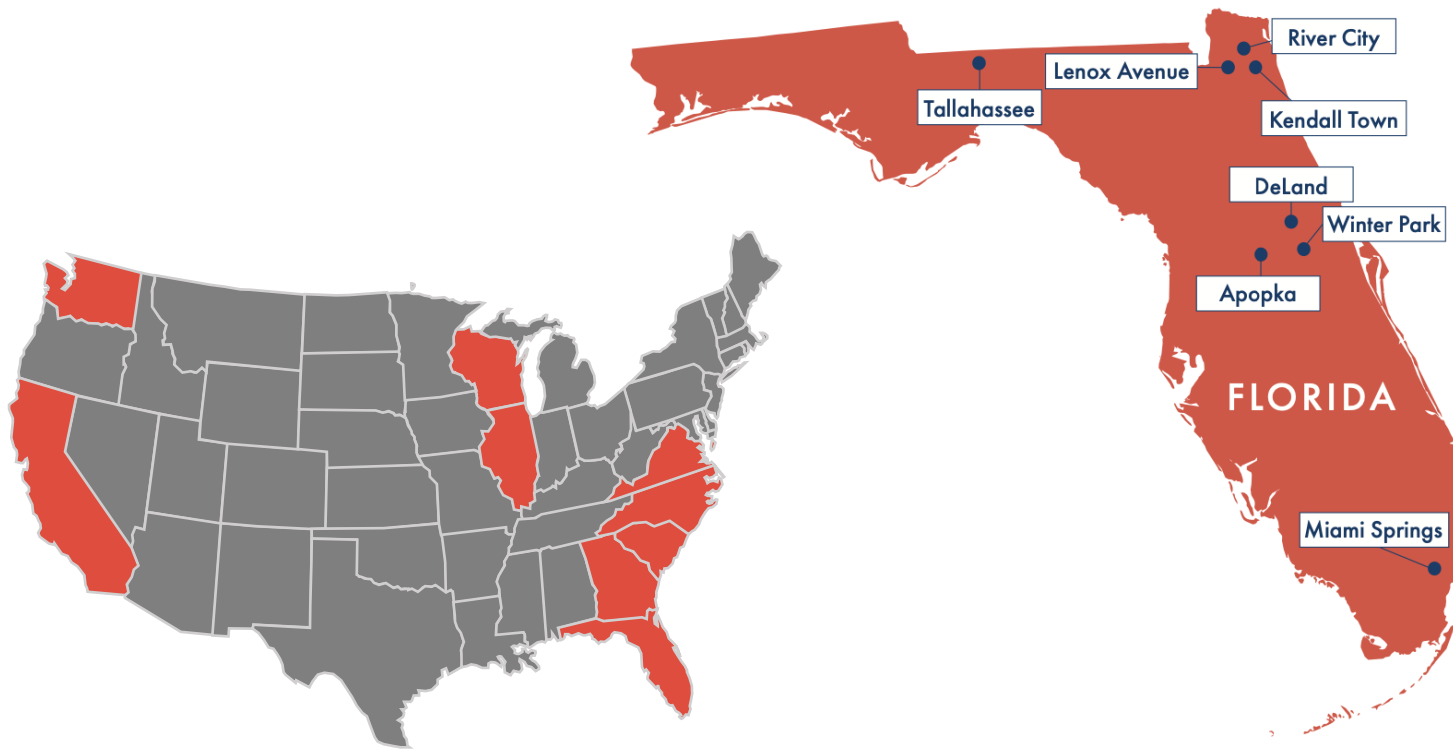 River City
Lenox Avenue
Tallahassee
Kendall Town
DeLand
Winter Park
Apopka
FLORIDA
Miami Springs